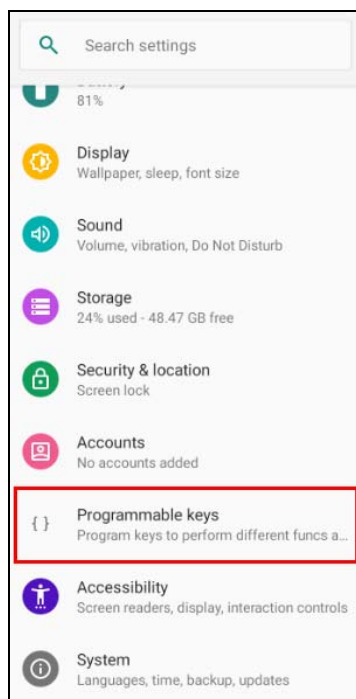 Search settings
81%
Display
Wallpaper, sleep, font size
Sound
Volume, vibration, Do Not Disturb
Storage
24% used - 48.47 GB free
Security & location
Screen lock
Accounts
No accounts added
{ }
Programmable keys
Program keys to perform different funcs a...
Accessibility
Screen readers, display, interaction controls
System
Languages, time, backup, updates